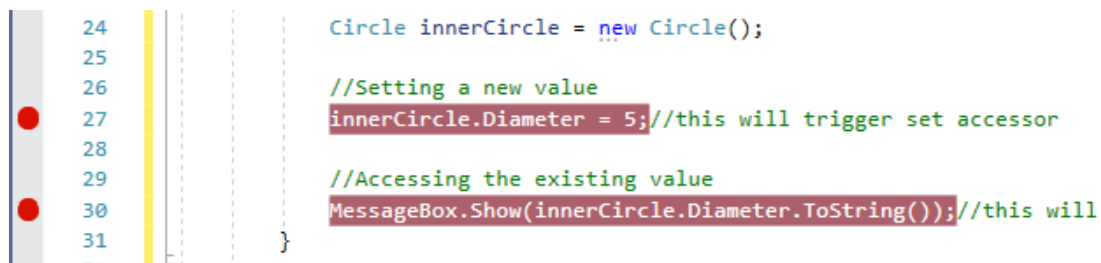 24 Circle innerCircle = new Circle();
25
26 //Setting a new value
27 innerCircle.Diameter = 5;//this will trigger set accessor
28
29 //Accessing the existing value
30 MessageBox.Show(innerCircle.Diameter.ToString());//this will
31 }